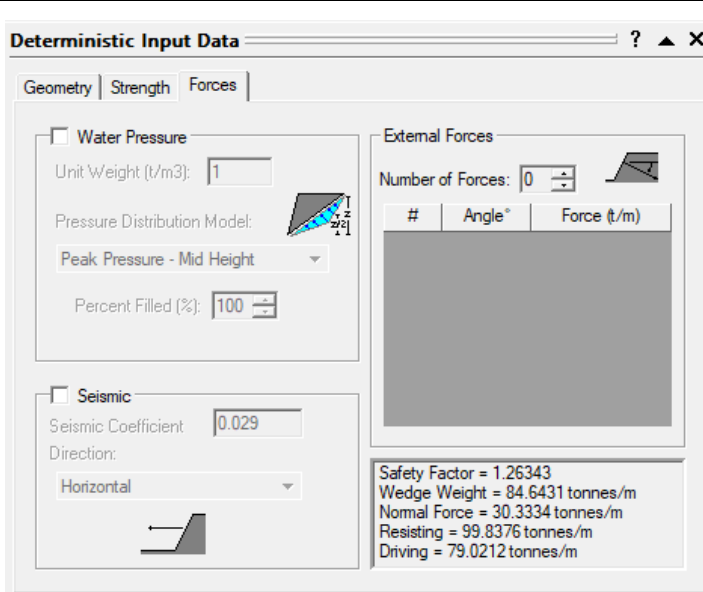 Deterministic Input Data ? ▲ X
Geometry Strength Forces
Water Pressure
Unit Weight (t/m3): 1
Pressure Distribution Model:
z
z/2
Peak Pressure - Mid Height
Percent Filled (%): 100
Seismic
Seismic Coefficient 0.029
Direction:
Horizontal
External Forces
Number of Forces: 0
# Angle° Force (t/m)
Safety Factor = 1.26343
Wedge Weight = 84.6431 tonnes/m
Normal Force = 30.3334 tonnes/m
Resisting = 99.8376 tonnes/m
Driving = 79.0212 tonnes/m